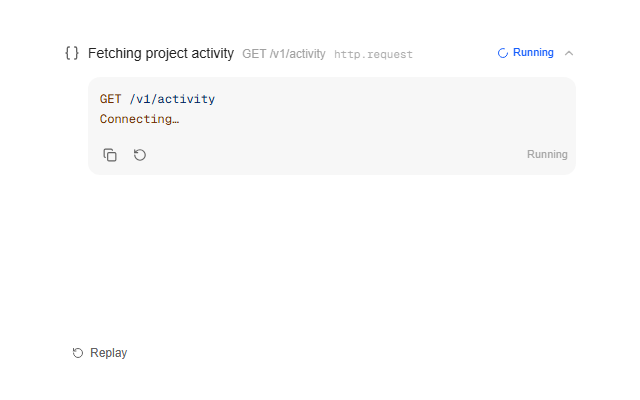 Fetching project activity GET /v1/activity http.request Running
GET /v1/activity
Connecting…
Running
Replay